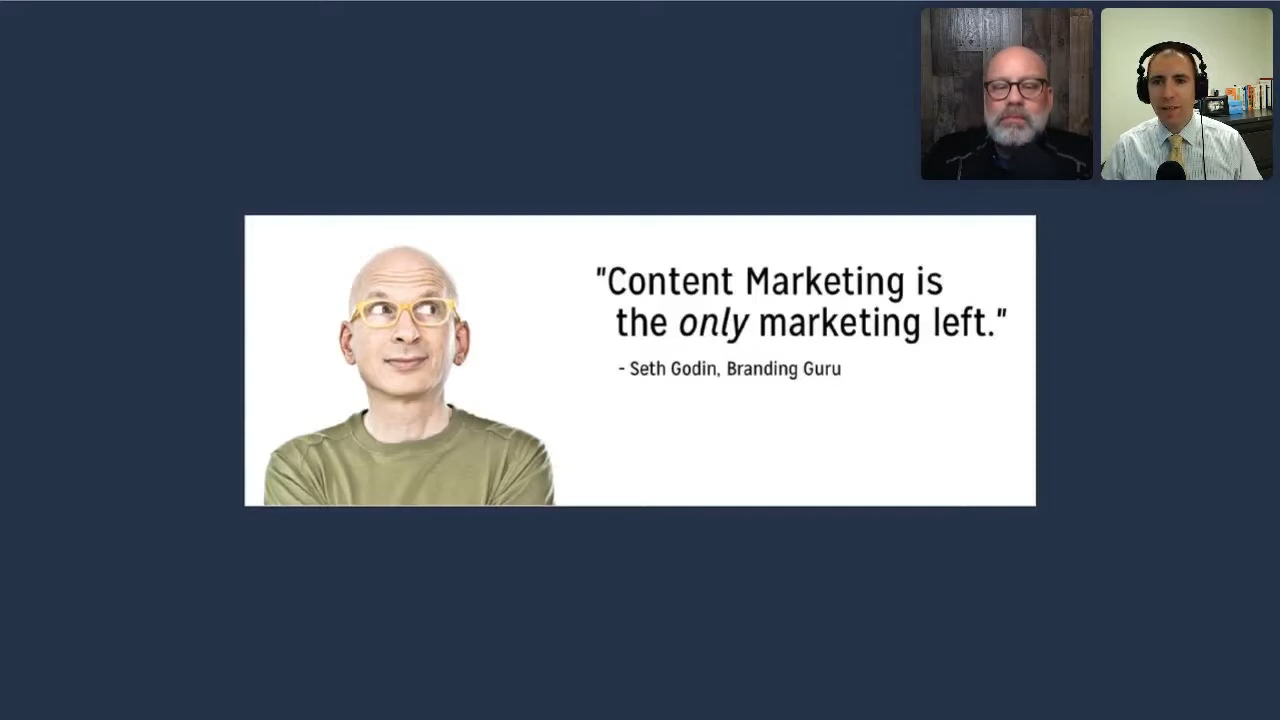 "Content Marketing is
the only marketing left."
- Seth Godin, Branding Guru